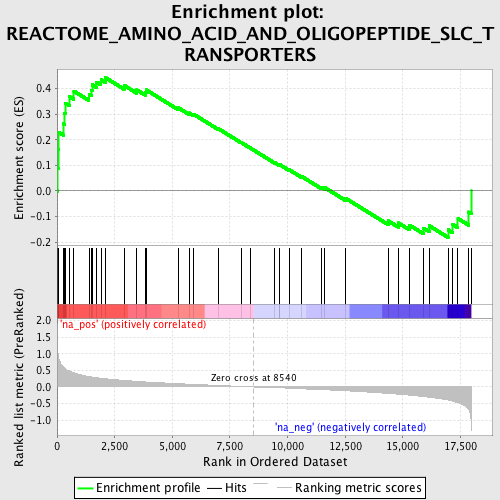 Enrichment plot:
REACTOME_AMINO_ACID_AND_OLIGOPEPTIDE_SLC_T
RANSPORTERS
Enrichment score (ES)
0.4
0.3
0.2
0.1
0.0
-0.1
-0.2
'na_pos' (positively correlated)
Ranked list metric (PreRanked)
2.0
1.5
1.0
0.5
0.0
-0.5
-1.0
Zero cross at 8540
'na_neg' (negatively correlated)
0 2,500 5,000 7,500 10,000 12,500 15,000 17,500
Rank in Ordered Dataset
Enrichment profile Hits Ranking metric scores